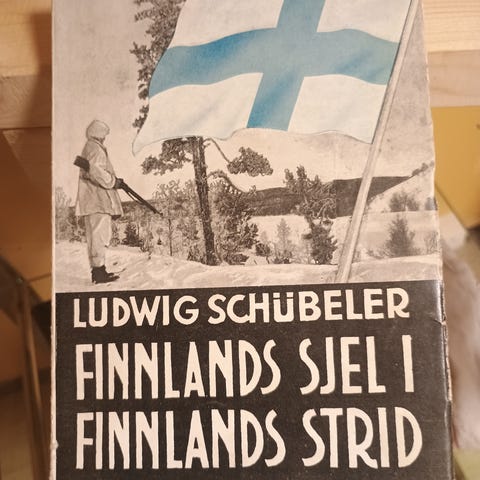 LUDWIG SCHÜBELER
FINNLANDS SJEL I
FINNLANDS STRID